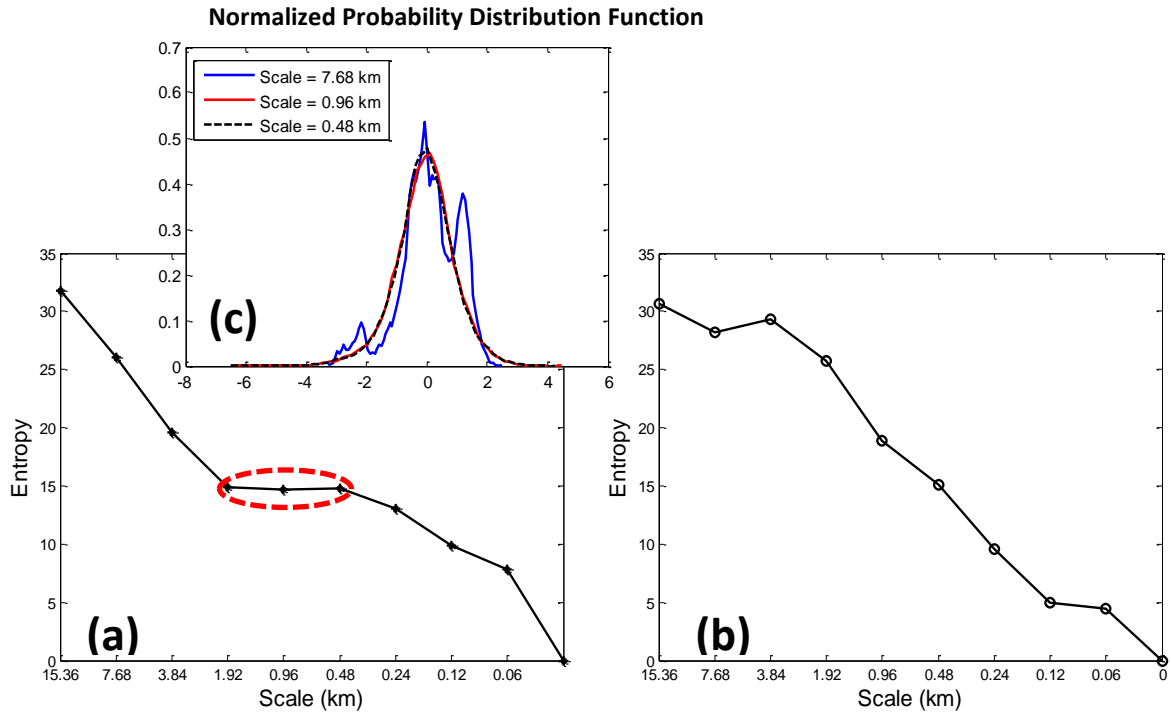 Normalized Probability Distribution Function
0.7
0.6
0.5
0.4
0.3
0.2
0.1
0
Scale = 7.68 km
Scale = 0.96 km
Scale = 0.48 km
(c)
-8 -6 -4 -2 0 2 4 6
35
30
25
20
15
10
5
0
Entropy
(a)
15.36 7.68 3.84 1.92 0.96 0.48 0.24 0.12 0.06
Scale (km)
35
30
25
20
15
10
5
0
Entropy
(b)
15.36 7.68 3.84 1.92 0.96 0.48 0.24 0.12 0.06 0
Scale (km)